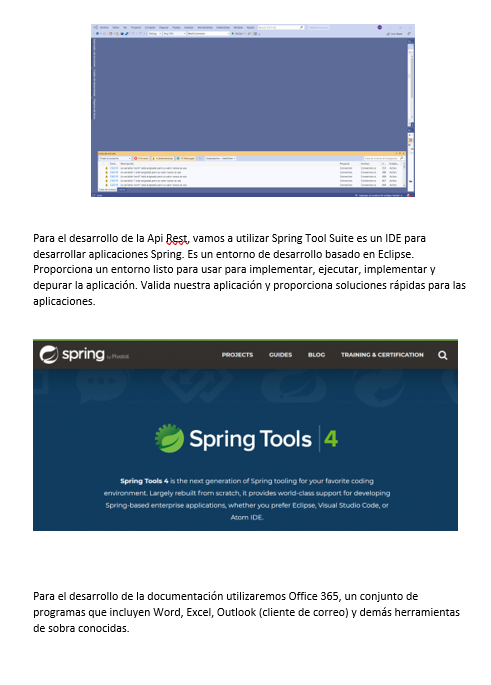 Para el desarrollo de la Api Rest, vamos a utilizar Spring Tool Suite es un IDE para
desarrollar aplicaciones Spring. Es un entorno de desarrollo basado en Eclipse.
Proporciona un entorno listo para usar para implementar, ejecutar, implementar y
depurar la aplicación. Valida nuestra aplicación y proporciona soluciones rápidas para las
aplicaciones.
spring by Pivotal
PROJECTS GUIDES BLOG TRAINING & CERTIFICATION
Spring Tools 4
Spring Tools 4 is the next generation of Spring tooling for your favorite coding
environment. Largely rebuilt from scratch, it provides world-class support for developing
Spring-based enterprise applications, whether you prefer Eclipse, Visual Studio Code, or
Atom IDE.
Para el desarrollo de la documentación utilizaremos Office 365, un conjunto de
programas que incluyen Word, Excel, Outlook (cliente de correo) y demás herramientas
de sobra conocidas.